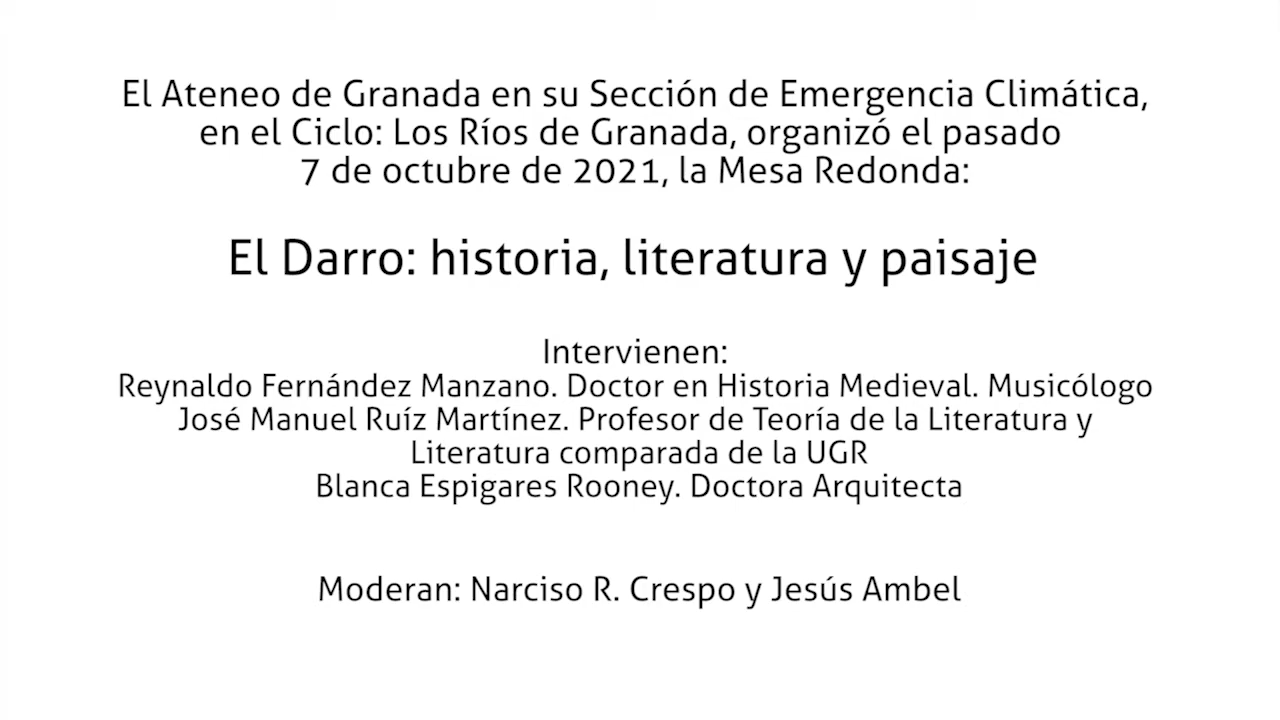 El Ateneo de Granada en su Sección de Emergencia Climática,
en el Ciclo: Los Ríos de Granada, organizó el pasado
7 de octubre de 2021, la Mesa Redonda:
El Darro: historia, literatura y paisaje
Intervienen:
Reynaldo Fernández Manzano. Doctor en Historia Medieval. Musicólogo
José Manuel Ruíz Martínez. Profesor de Teoría de la Literatura y
Literatura comparada de la UGR
Blanca Espigares Rooney. Doctora Arquitecta
Moderan: Narciso R. Crespo y Jesús Ambel